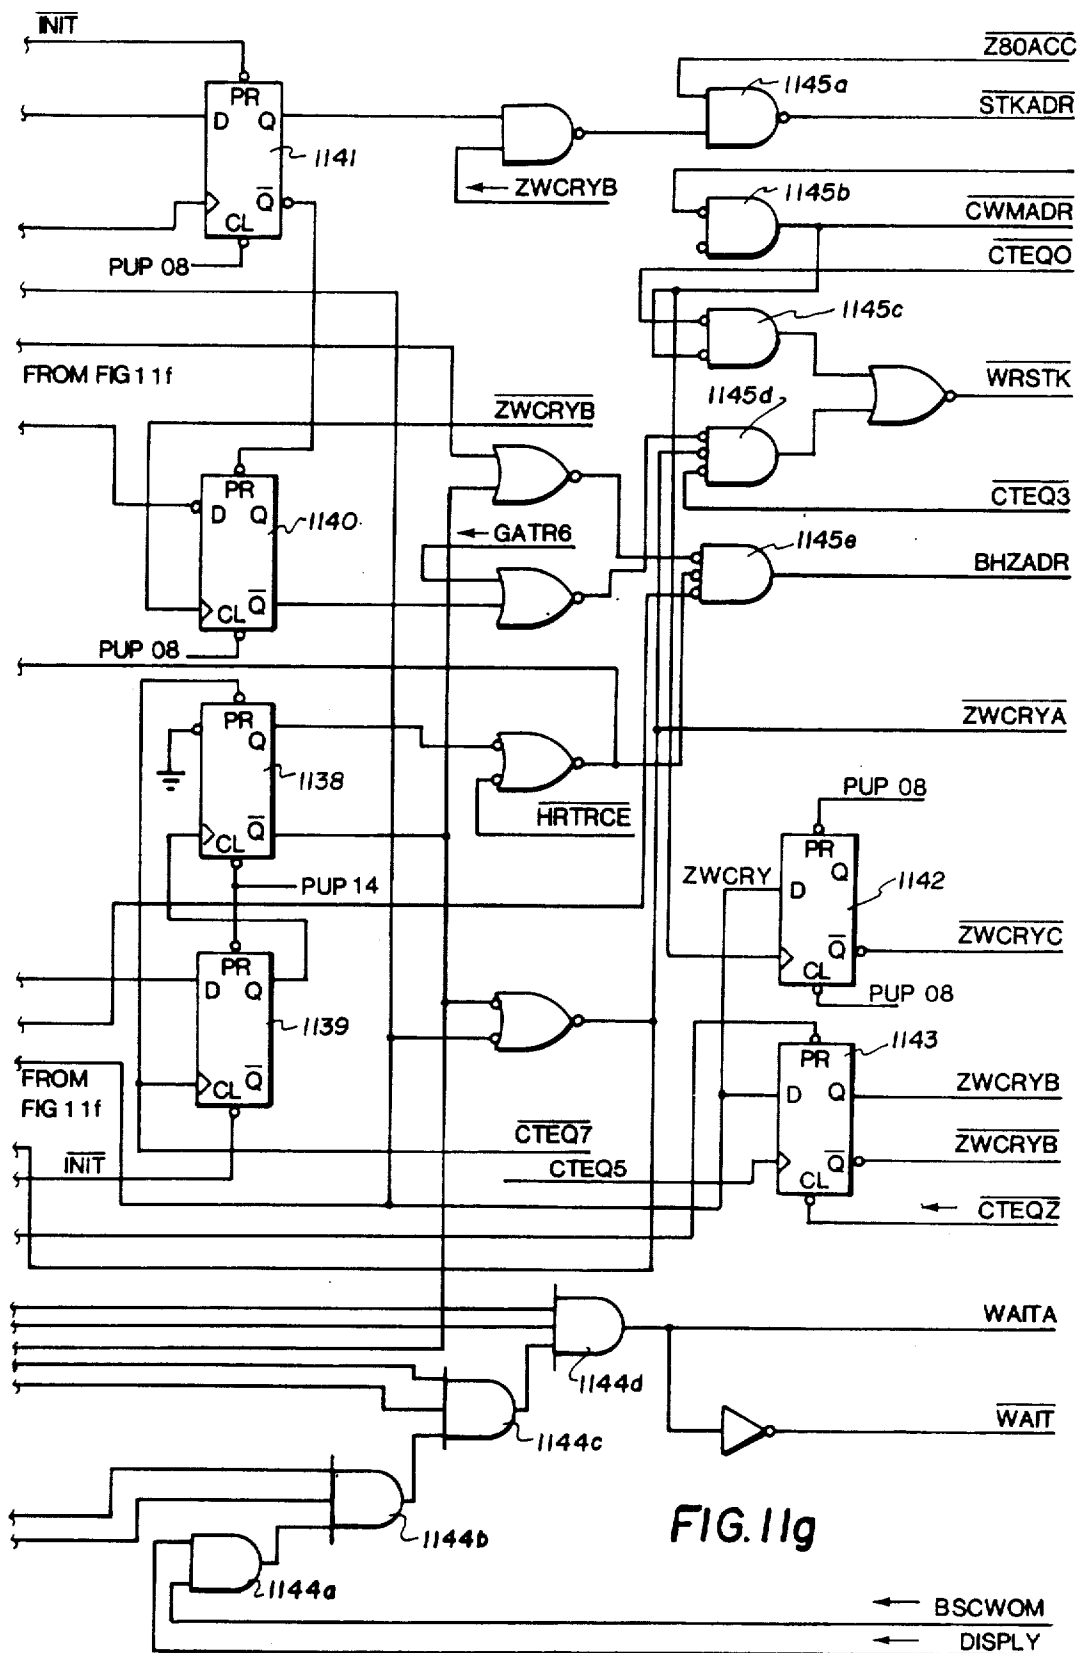 INIT
Z80ACC
PR
1145a
D Q
STKADR
1141
ZWCRYB
1145b
Q
CWMADR
CL
PUP 08
CTEQO
1145c
FROM FIG 11f
WRSTK
1145d
ZWCRYB
PR
D Q
1140
CTEQ3
GATR6
1145e
BHZADR
CL Q
PUP 08
PR
Q
ZWCRYA
1138
HRTRCE
PUP 08
CL Q
PR
Q
ZWCRY
D
1142
PUP 14
ZWCRYC
Q
PR
CL
D Q
PUP 08
1139
1143
PR
FROM
FIG 11f
CL Q
D Q
ZWCRYB
CTEQ7
ZWCRYB
INIT
CTEQ5
Q
CL
CTEQZ
WAITA
1144d
WAIT
1144c
1144b
FIG. 11g
1144a
BSCWOM
DISPLY